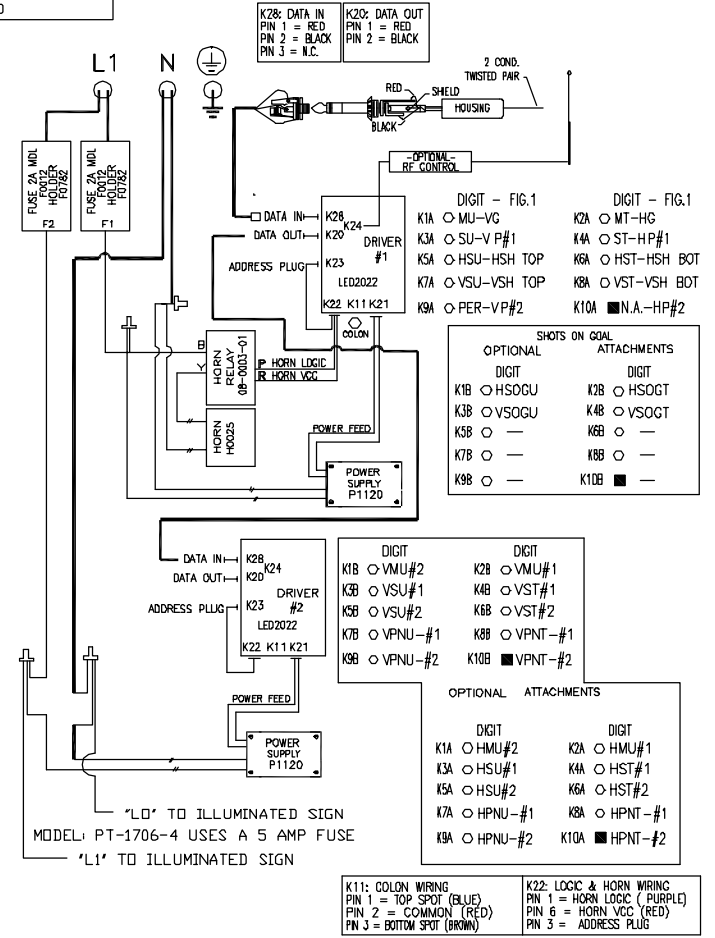 K28: DATA IN
PIN 1 = RED
PIN 2 = BLACK
PIN 3 = N.C.
K20: DATA OUT
PIN 1 = RED
PIN 2 = BLACK
L1
N
2 COND.
TWISTED PAIR
RED
SHIELD
HOUSING
BLACK
-OPTIONAL-
RF CONTROL
FUSE 2A MDL
F0012
HOLDER
F0782
F2
FUSE 2A MDL
F0012
HOLDER
F0782
F1
DATA IN
K28
K24
DATA OUT
K20
DRIVER
#1
ADDRESS PLUG
K23
LED2022
K22 K11 K21
COLON
DIGIT - FIG.1
DIGIT - FIG.1
K1A MU-VG
K2A MT-HG
K3A SU-V P#1
K4A ST-HP#1
K5A HSU-HSH TOP
K6A HST-HSH BOT
K7A VSU-VSH TOP
K8A VST-VSH BOT
K9A PER-VP#2
K10A N.A.-HP#2
SHOTS ON GOAL
OPTIONAL ATTACHMENTS
DIGIT DIGIT
K1B HSOGU
K2B HSOGT
K3B VSOGU
K4B VSOGT
K5B —
K6B —
K7B —
K8B —
K9B —
K10B —
B
Y
HORN
RELAY
08-0003-01
P HORN LOGIC
R HORN VCC
HORN
H0025
POWER FEED
POWER
SUPPLY
P1120
DATA IN
K28
K24
DATA OUT
K20
DRIVER
#2
ADDRESS PLUG
K23
LED2022
K22 K11 K21
DIGIT DIGIT
K1B VMU#2
K2B VMU#1
K3B VSU#1
K4B VST#1
K5B VSU#2
K6B VST#2
K7B VPNU-#1
K8B VPNT-#1
K9B VPNU-#2
K10B VPNT-#2
OPTIONAL ATTACHMENTS
DIGIT DIGIT
K1A HMU#2
K2A HMU#1
K3A HSU#1
K4A HST#1
K5A HSU#2
K6A HST#2
K7A HPNU-#1
K8A HPNT-#1
K9A HPNU-#2
K10A HPNT-#2
POWER FEED
POWER
SUPPLY
P1120
"LO" TO ILLUMINATED SIGN
MODEL: PT-1706-4 USES A 5 AMP FUSE
"L1" TO ILLUMINATED SIGN
K11: COLON WIRING
PIN 1 = TOP SPOT (BLUE)
PIN 2 = COMMON (RED)
PIN 3 = BOTTOM SPOT (BROWN)
K22: LOGIC & HORN WIRING
PIN 1 = HORN LOGIC ( PURPLE)
PIN 6 = HORN VCC (RED)
PIN 3 = ADDRESS PLUG